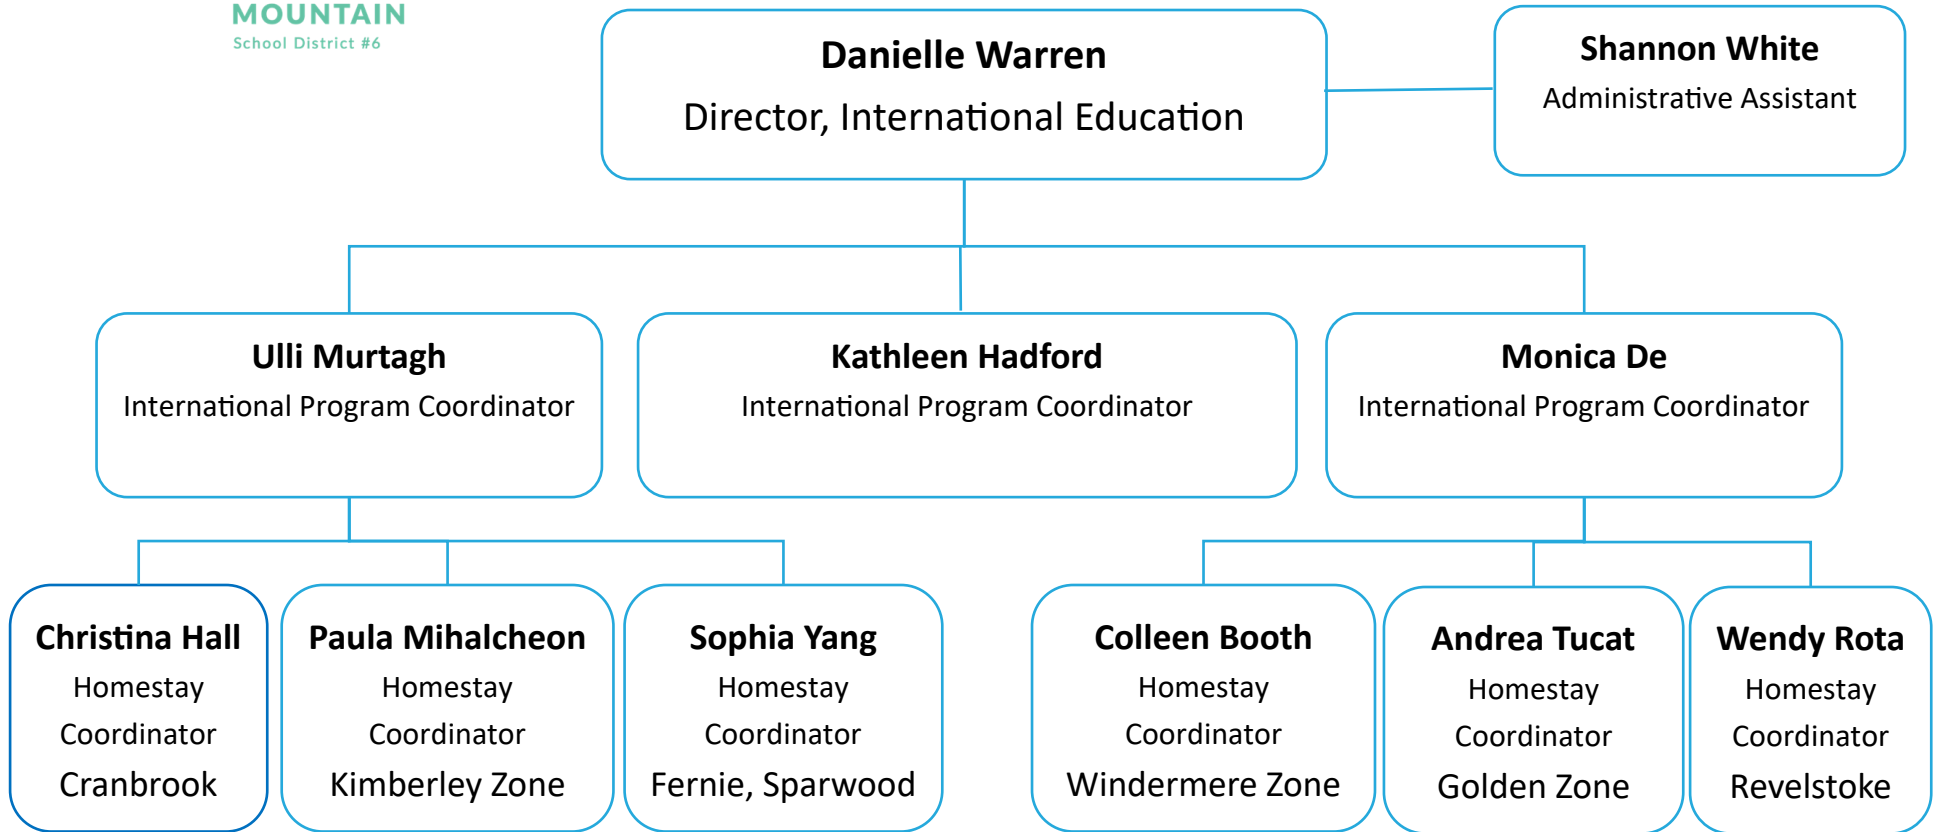 MOUNTAIN
School District #6
Danielle Warren
Director, International Education
Shannon White
Administrative Assistant
Ulli Murtagh
International Program Coordinator
Kathleen Hadford
International Program Coordinator
Monica De
International Program Coordinator
Christina Hall
Homestay
Coordinator
Cranbrook
Paula Mihalcheon
Homestay
Coordinator
Kimberley Zone
Sophia Yang
Homestay
Coordinator
Fernie, Sparwood
Colleen Booth
Homestay
Coordinator
Windermere Zone
Andrea Tucat
Homestay
Coordinator
Golden Zone
Wendy Rota
Homestay
Coordinator
Revelstoke